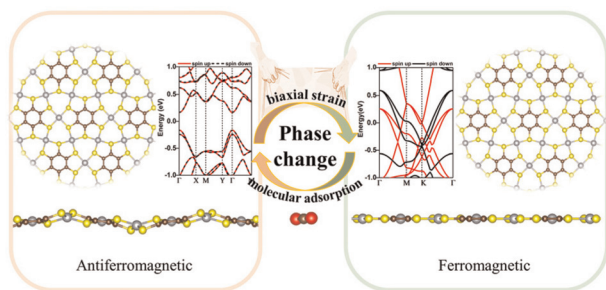 spin up spin down
1.0
0.5
0.0
-0.5
-1.0
Energy (eV)
Γ X M Y Γ
biaxial strain
Phase
change
molecular adsorption
spin up spin down
1.0
0.5
0.0
-0.5
-1.0
Energy (eV)
Γ M K Γ
Antiferromagnetic
Ferromagnetic